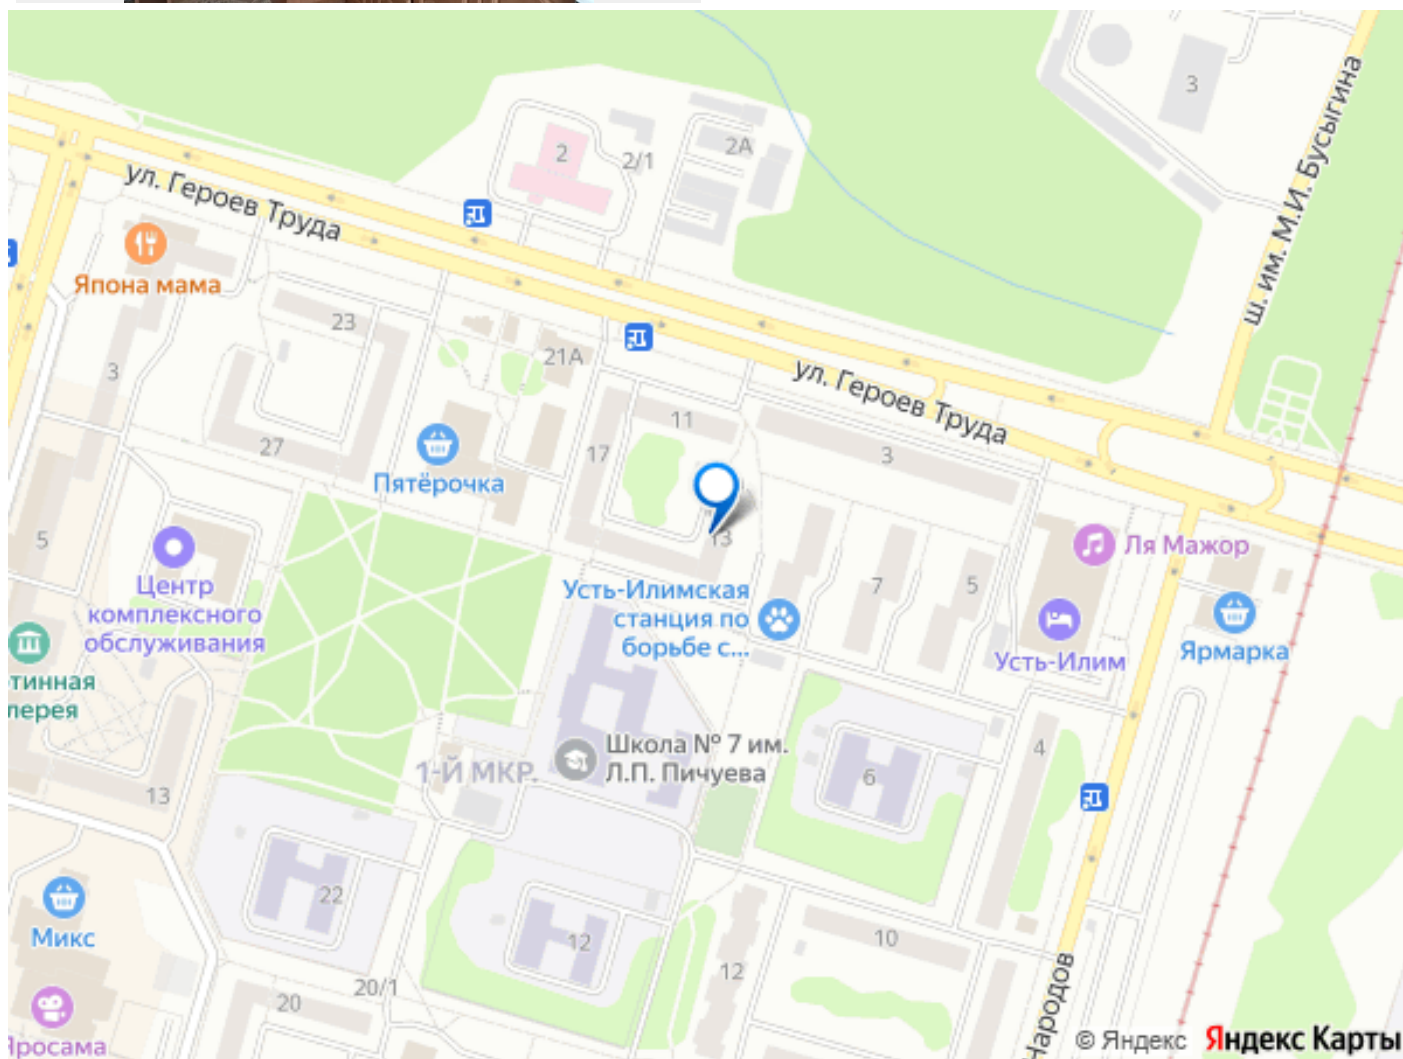 3
ш. им. М.И. Бусыгина
2
2/1
2А
ул. Героев Труда
Япона мама
23
21А
3
ул. Героев Труда
11
17
3
27
Пятёрочка
13
5
Центр
комплексного
обслуживания
Усть-Илимская
станция по
борьбе с...
7
5
Ля Мажор
Усть-Илим
Ярмарка
тинная
лерея
4
Школа № 7 им.
Л.П. Пичуева
1-Й МКР.
6
13
22
12
Микс
10
12
20/1
20
Яросама
Народов
© Яндекс
Яндекс Карты